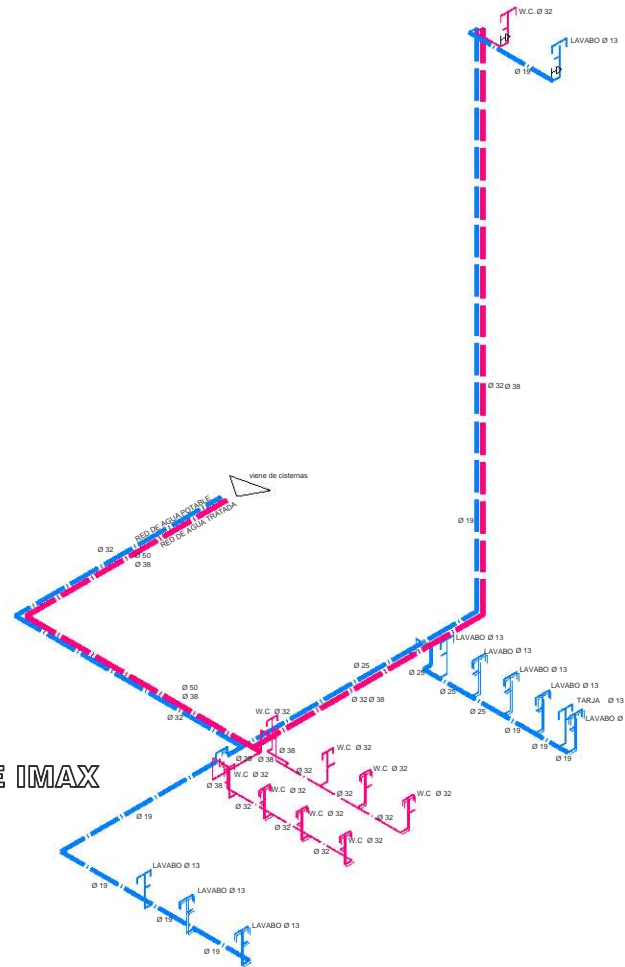 W.C. Ø 32
LAVABO Ø 13
Ø 19
Ø 32 Ø 38
viene de cisternas
RED DE AGUA POTABLE
RED DE AGUA TRATADA
Ø 19
Ø 32
Ø 50
Ø 38
LAVABO Ø 13
LAVABO Ø 13
Ø 25
Ø 25
LAVABO Ø 13
Ø 25
LAVABO Ø 13
Ø 50
Ø 38
Ø 32
Ø 32 Ø 38
Ø 25
TARJA Ø 13
W.C Ø 32
Ø 19
LAVABO Ø
Ø 19
Ø 38
Ø 38
Ø 38
W.C Ø 32
E IMAX
W.C Ø 32
Ø 32
W.C Ø 32
Ø 38
W.C Ø 32
W.C Ø 32
Ø 32
Ø 32
W.C Ø 32
Ø 19
Ø 32
Ø 32
W.C Ø 32
Ø 32
LAVABO Ø 13
Ø 19
LAVABO Ø 13
Ø 19
LAVABO Ø 13
Ø 19